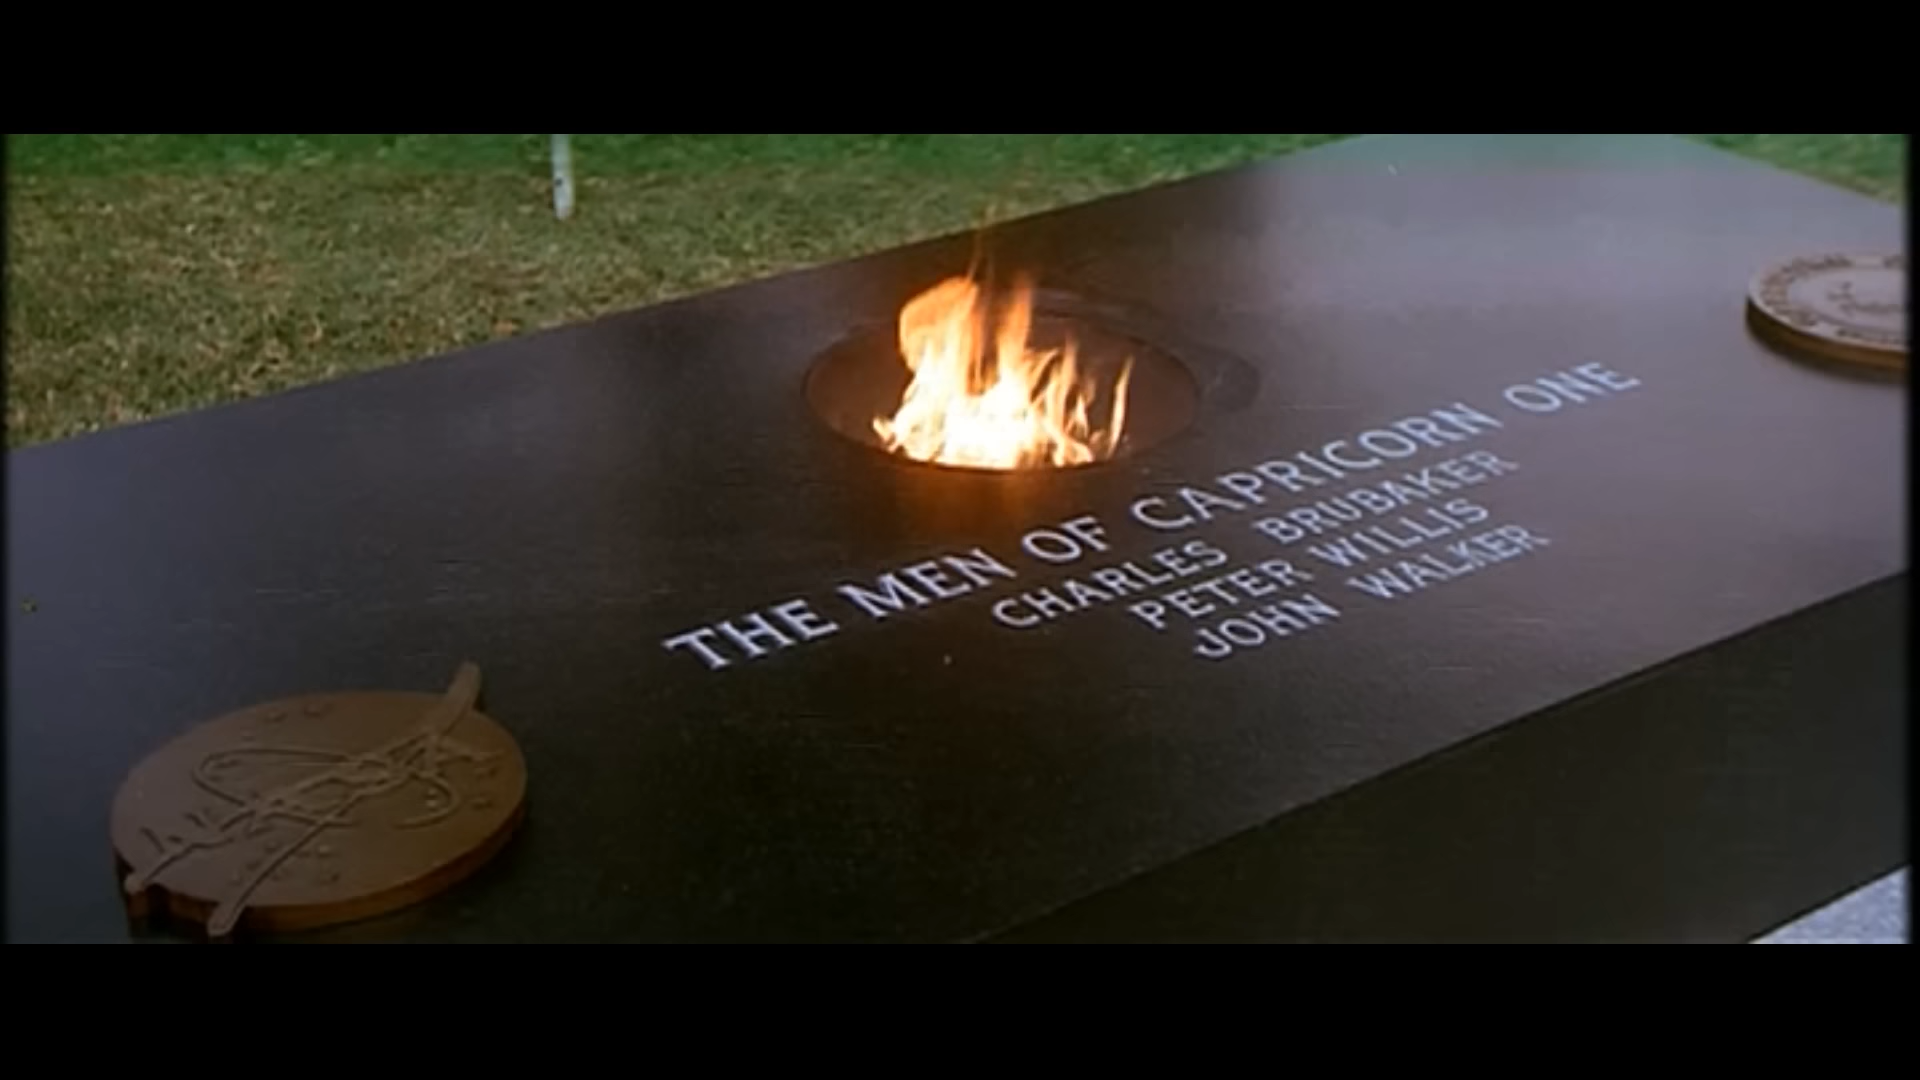 THE MEN OF CAPRICORN ONE
CHARLES BRUBAKER
PETER WILLIS
JOHN WALKER